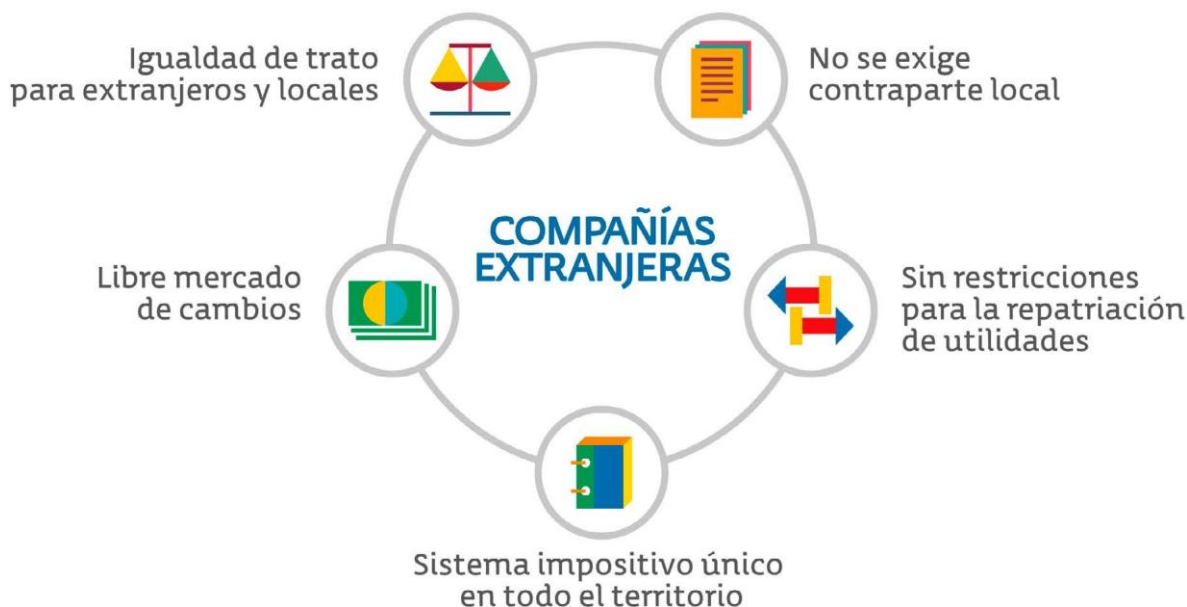 Igualdad de trato
para extranjeros y locales
No se exige
contraparte local
COMPAÑÍAS
EXTRANJERAS
Libre mercado
de cambios
Sin restricciones
para la repatriación
de utilidades
Sistema impositivo único
en todo el territorio